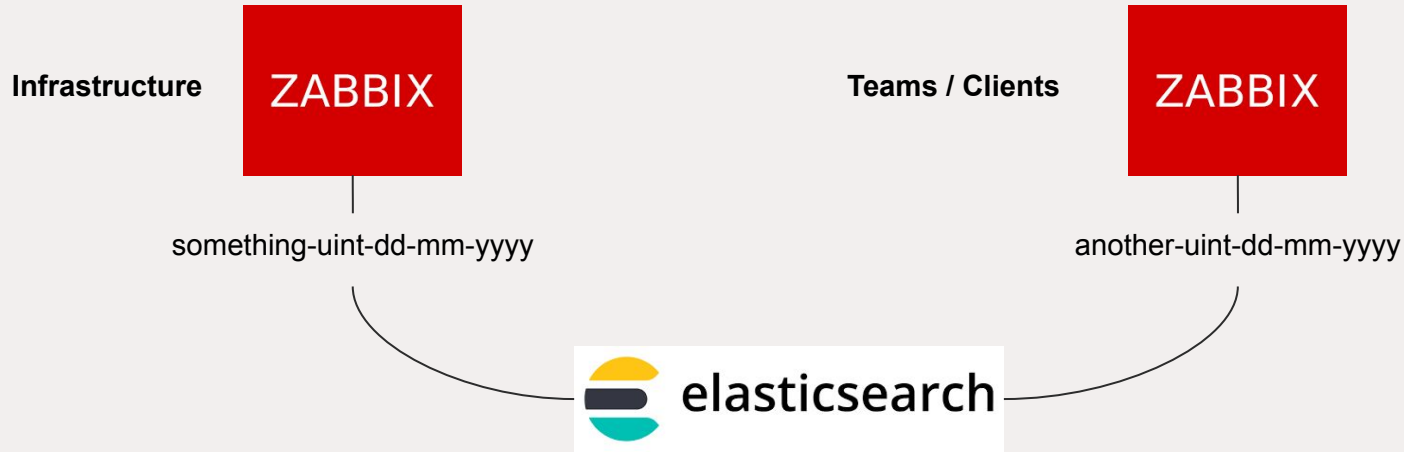 Infrastructure
ZABBIX
Teams / Clients
ZABBIX
something-uint-dd-mm-yyyy
another-uint-dd-mm-yyyy
elasticsearch